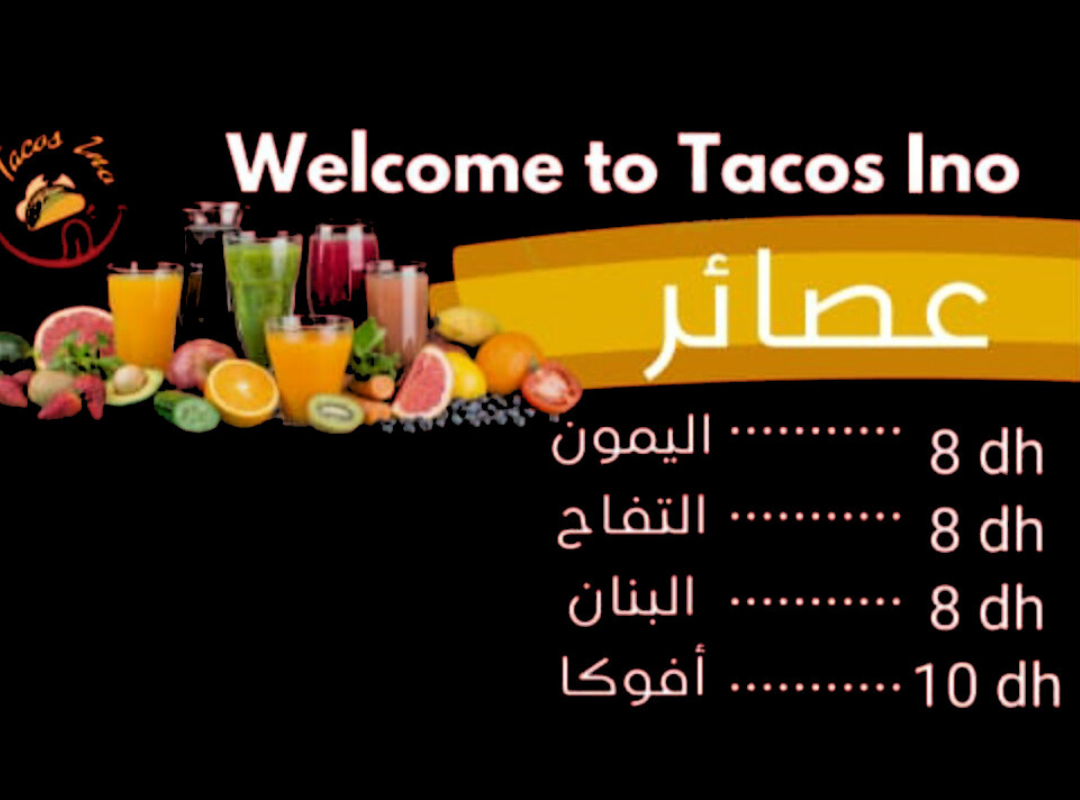 Tacos Ino
Welcome to Tacos Ino
عصائر
اليمون ........... 8 dh
التفاح ........... 8 dh
البنان ........... 8 dh
أفوكا ........... 10 dh